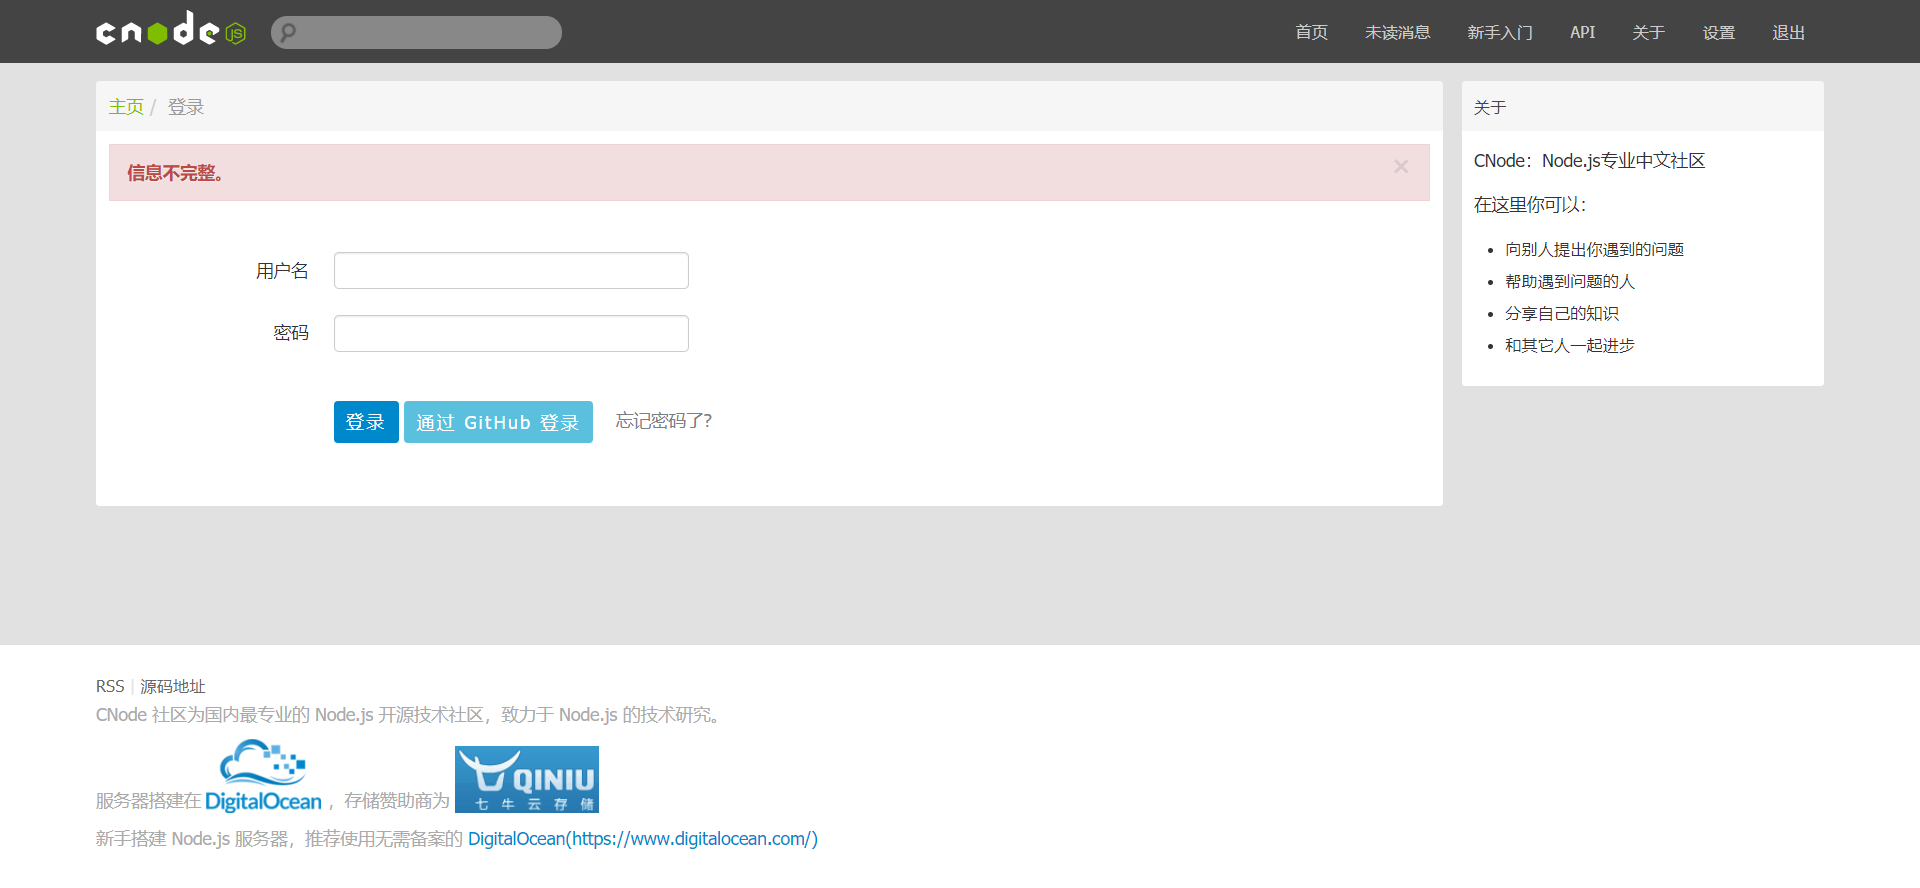 cnode JS
首页 未读消息 新手入门 API 关于 设置 退出
主页 / 登录
信息不完整。
×
用户名
密码
登录 通过 GitHub 登录 忘记密码了?
关于
CNode：Node.js专业中文社区
在这里你可以：
向别人提出你遇到的问题
帮助遇到问题的人
分享自己的知识
和其它人一起进步
RSS | 源码地址
CNode 社区为国内最专业的 Node.js 开源技术社区，致力于 Node.js 的技术研究。
服务器搭建在 DigitalOcean ，存储赞助商为 QINIU 七牛云存储
新手搭建 Node.js 服务器，推荐使用无需备案的 DigitalOcean(https://www.digitalocean.com/)